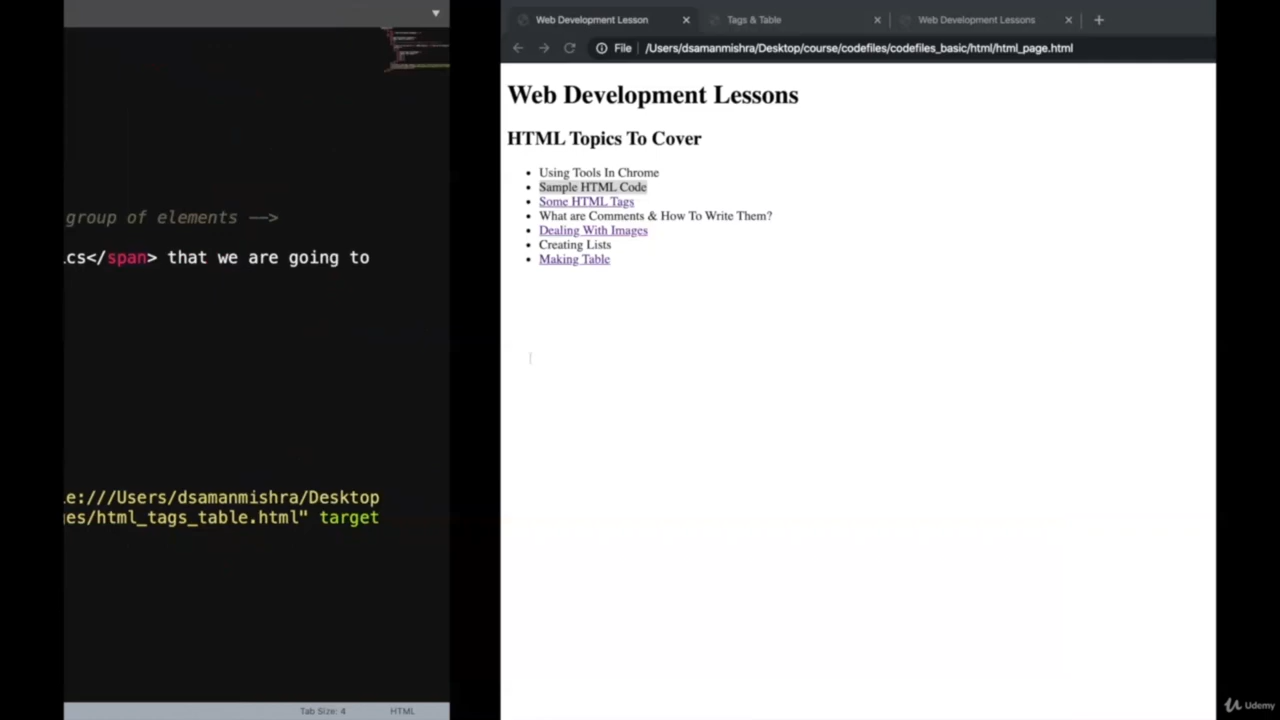 ▼
group of elements -->
cs</span> that we are going to
e:///Users/dsamanmishra/Desktop
es/html_tags_table.html" target
Tab Size: 4 HTML
Web Development Lesson Tags & Table Web Development Lessons
File /Users/dsamanmishra/Desktop/course/codefiles/codefiles_basic/html/html_page.html
Web Development Lessons
HTML Topics To Cover
• Using Tools In Chrome
• Sample HTML Code
• Some HTML Tags
• What are Comments & How To Write Them?
• Dealing With Images
• Creating Lists
• Making Table
Udemy